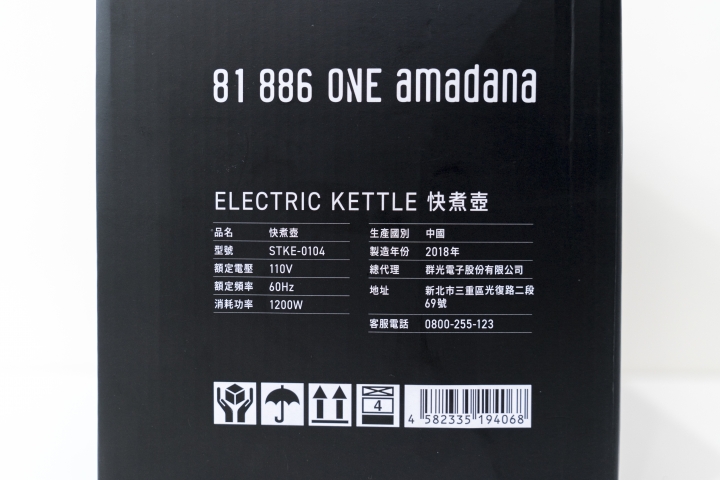 81 886 ONE amadana
ELECTRIC KETTLE 快煮壺
品名 快煮壺
型號 STKE-0104
額定電壓 110V
額定頻率 60Hz
消耗功率 1200W
生產國別 中國
製造年份 2018年
總代理 群光電子股份有限公司
地址 新北市三重區光復路二段
69號
客服電話 0800-255-123
4
4 582335 194068